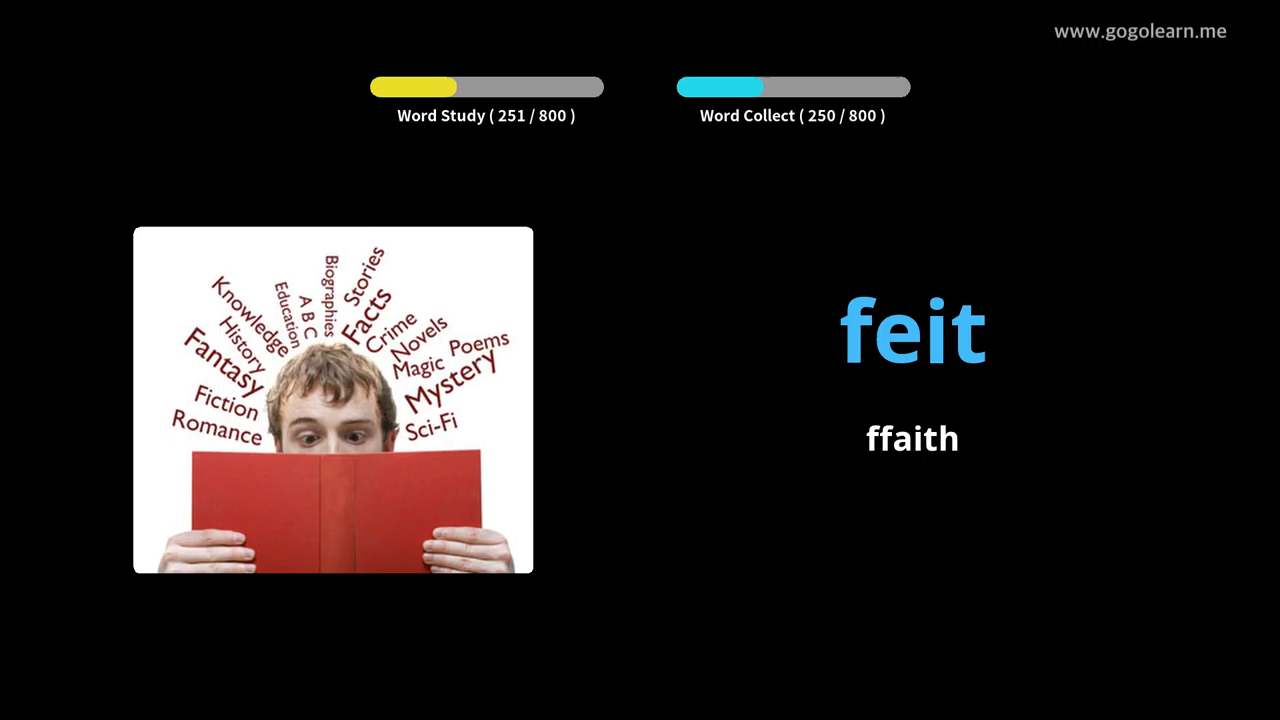 www.gogolearn.me
Word Study ( 251 / 800 )
Word Collect ( 250 / 800 )
Biographies
Stories
Education
A B C
Facts
Knowledge
Crime
History
Novels
Poems
Fantasy
Magic
Mystery
Fiction
Romance
Sci-Fi
feit
ffaith